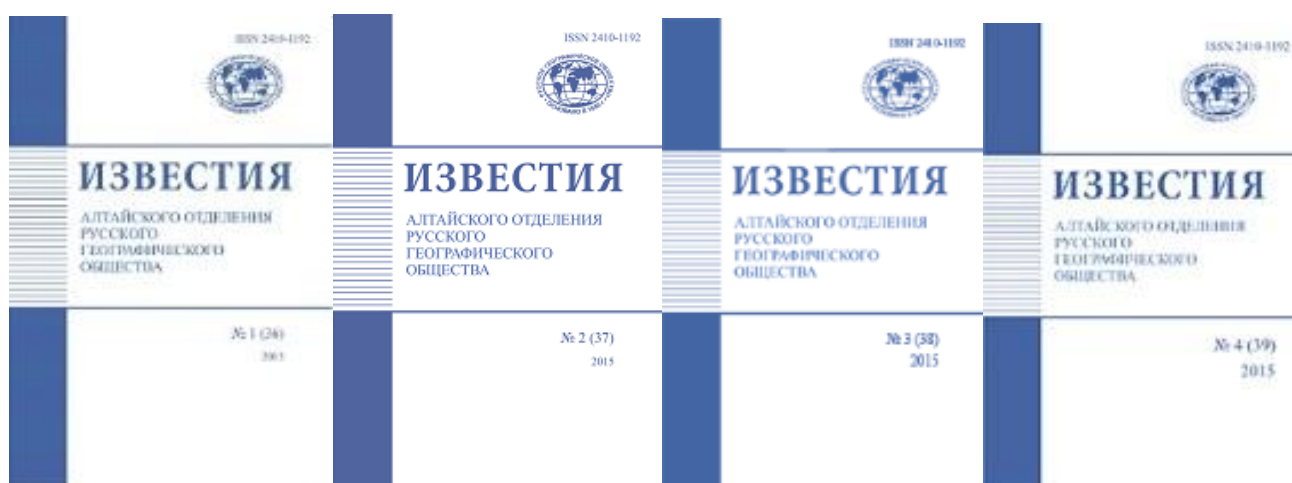 ISSN 2410-1192
ИЗВЕСТИЯ
АЛТАЙСКОГО ОТДЕЛЕНИЯ
РУССКОГО
ГЕОГРАФИЧЕСКОГО
ОБЩЕСТВА
№ 1 (36)
2015
ISSN 2410-1192
ИЗВЕСТИЯ
АЛТАЙСКОГО ОТДЕЛЕНИЯ
РУССКОГО
ГЕОГРАФИЧЕСКОГО
ОБЩЕСТВА
№ 2 (37)
2015
ISSN 2410-1192
ИЗВЕСТИЯ
АЛТАЙСКОГО ОТДЕЛЕНИЯ
РУССКОГО
ГЕОГРАФИЧЕСКОГО
ОБЩЕСТВА
№ 3 (38)
2015
ISSN 2410-1192
ИЗВЕСТИЯ
АЛТАЙСКОГО ОТДЕЛЕНИЯ
РУССКОГО
ГЕОГРАФИЧЕСКОГО
ОБЩЕСТВА
№ 4 (39)
2015